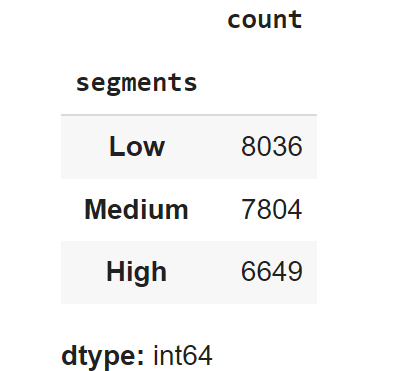 count
segments
Low 8036
Medium 7804
High 6649
dtype: int64